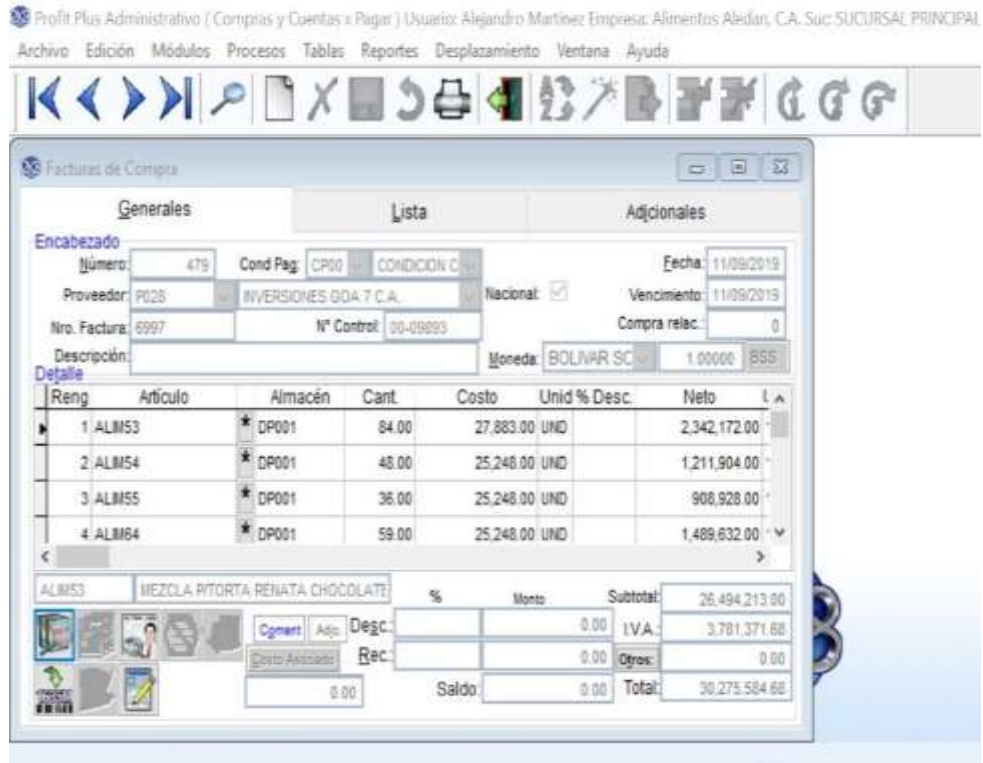 Profit Plus Administrativo ( Compras y Cuentas x Pagar ) Usuario: Alejandro Martinez Empresa: Alimentos Aledan, C.A. Suc: SUCURSAL PRINCIPAL
Archivo Edición Módulos Procesos Tablas Reportes Desplazamiento Ventana Ayuda
Facturas de Compra
Generales Lista Adicionales
Encabezado
Número: 479 Cond Pag: CP00 CONDICION C Fecha: 11/09/2019
Proveedor: P028 INVERSIONES GOA 7 C.A. Nacional: Vencimiento: 11/09/2019
Nro. Factura: 6997 N° Control: 00-09893 Compra relac.: 0
Descripción: Moneda: BOLIVAR SC 1.00000 BSS
Detalle
Reng Artículo Almacén Cant. Costo Unid % Desc. Neto
1 ALIM53 * DP001 84.00 27,883.00 UND 2,342,172.00
2 ALIM54 * DP001 48.00 25,248.00 UND 1,211,904.00
3 ALIM55 * DP001 36.00 25,248.00 UND 908,928.00
4 ALIM64 * DP001 59.00 25,248.00 UND 1,489,632.00
ALIM53 MEZCLA P/TORTA RENATA CHOCOLATE % Monto Subtotal: 26,494,213.00
Coment Adjc Desc.: 0.00 I.V.A.: 3,781,371.68
Costo Asociado Rec.: 0.00 Otros: 0.00
0.00 Saldo: 0.00 Total: 30,275,584.68